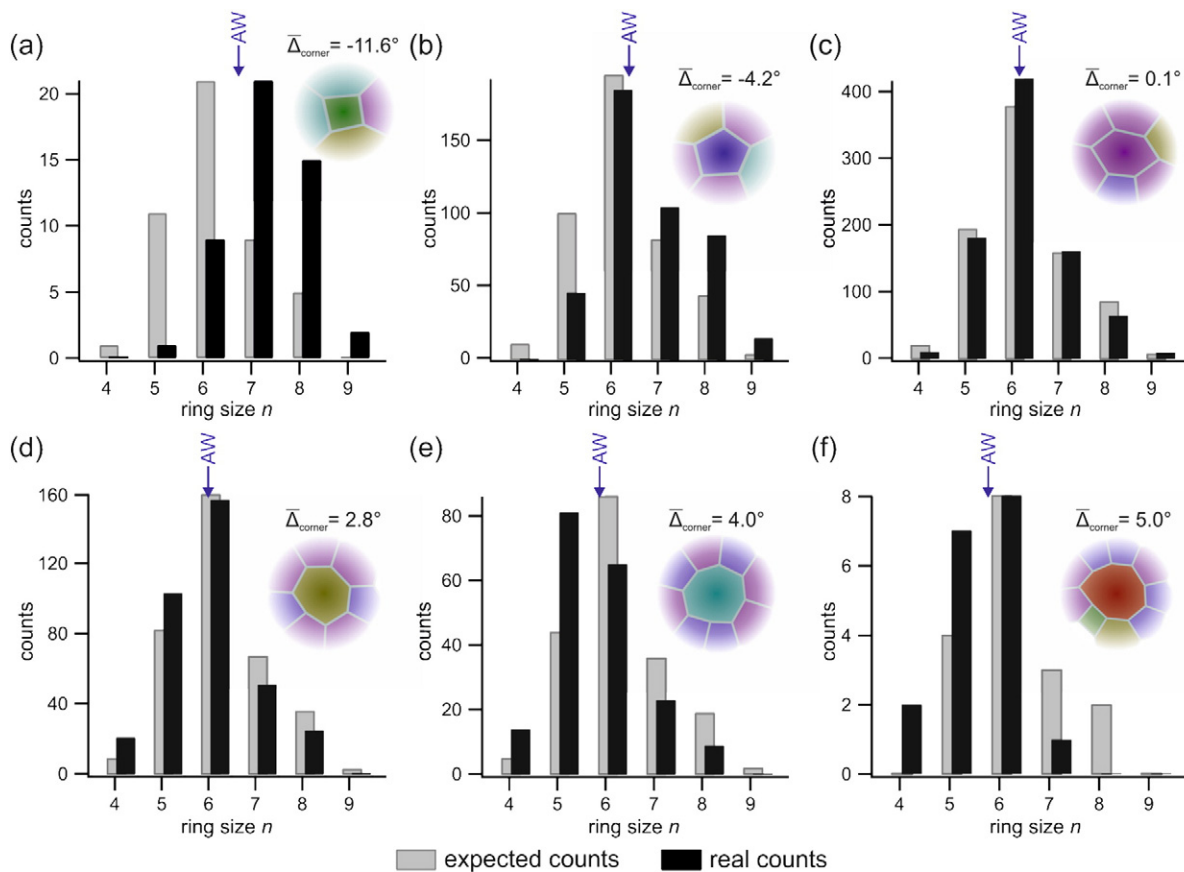 (a)
AW
Δ̅corner = -11.6°
counts
20
15
10
5
0
4 5 6 7 8 9
ring size n
(b)
AW
Δ̅corner = -4.2°
counts
150
100
50
0
4 5 6 7 8 9
ring size n
(c)
AW
Δ̅corner = 0.1°
counts
400
300
200
100
0
4 5 6 7 8 9
ring size n
(d)
AW
Δ̅corner = 2.8°
counts
160
120
80
40
0
4 5 6 7 8 9
ring size n
(e)
AW
Δ̅corner = 4.0°
counts
80
60
40
20
0
4 5 6 7 8 9
ring size n
(f)
AW
Δ̅corner = 5.0°
counts
8
6
4
2
0
4 5 6 7 8 9
ring size n
expected counts real counts